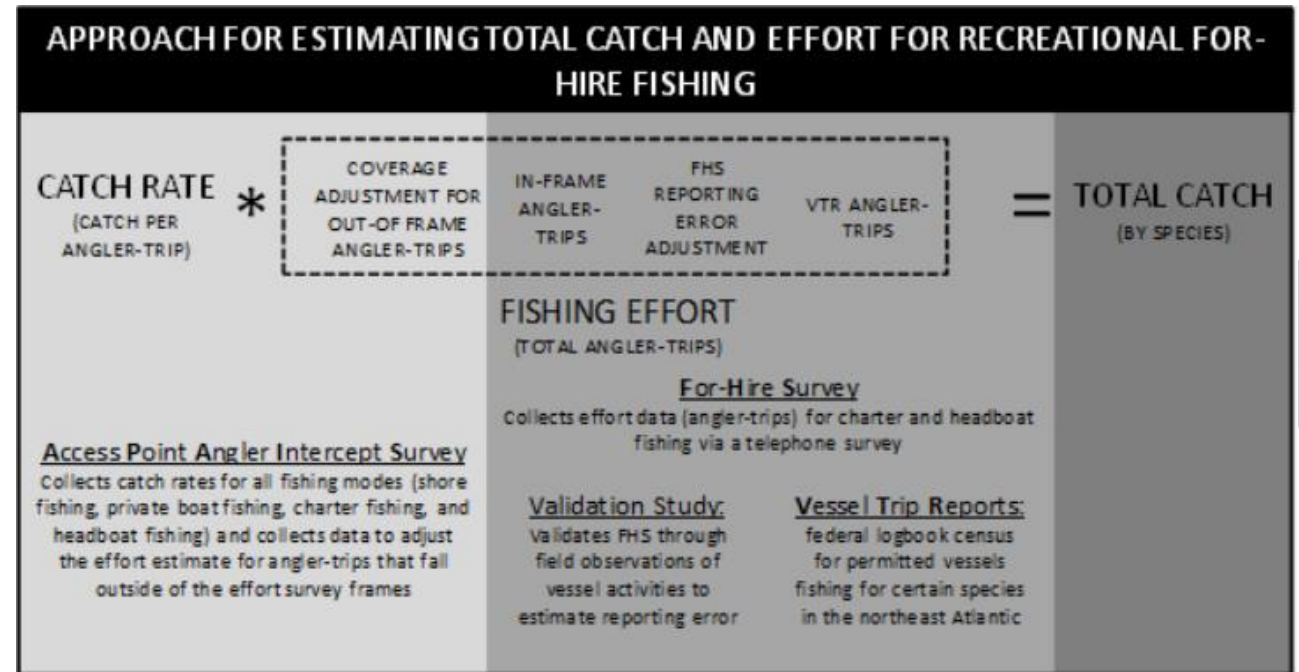 APPROACH FOR ESTIMATING TOTAL CATCH AND EFFORT FOR RECREATIONAL FOR-
HIRE FISHING
CATCH RATE
(CATCH PER
ANGLER-TRIP)
*
COVERAGE
ADJUSTMENT FOR
OUT-OF FRAME
ANGLER-TRIPS
IN-FRAME
ANGLER-
TRIPS
FHS
REPORTING
ERROR
ADJUSTMENT
VTR ANGLER-
TRIPS
=
TOTAL CATCH
(BY SPECIES)
FISHING EFFORT
(TOTAL ANGLER-TRIPS)
For-Hire Survey
Collects effort data (angler-trips) for charter and headboat
fishing via a telephone survey
Access Point Angler Intercept Survey
Collects catch rates for all fishing modes (shore
fishing, private boat fishing, charter fishing, and
headboat fishing) and collects data to adjust
the effort estimate for angler-trips that fall
outside of the effort survey frames
Validation Study:
Validates FHS through
field observations of
vessel activities to
estimate reporting error
Vessel Trip Reports:
federal logbook census
for permitted vessels
fishing for certain species
in the northeast Atlantic